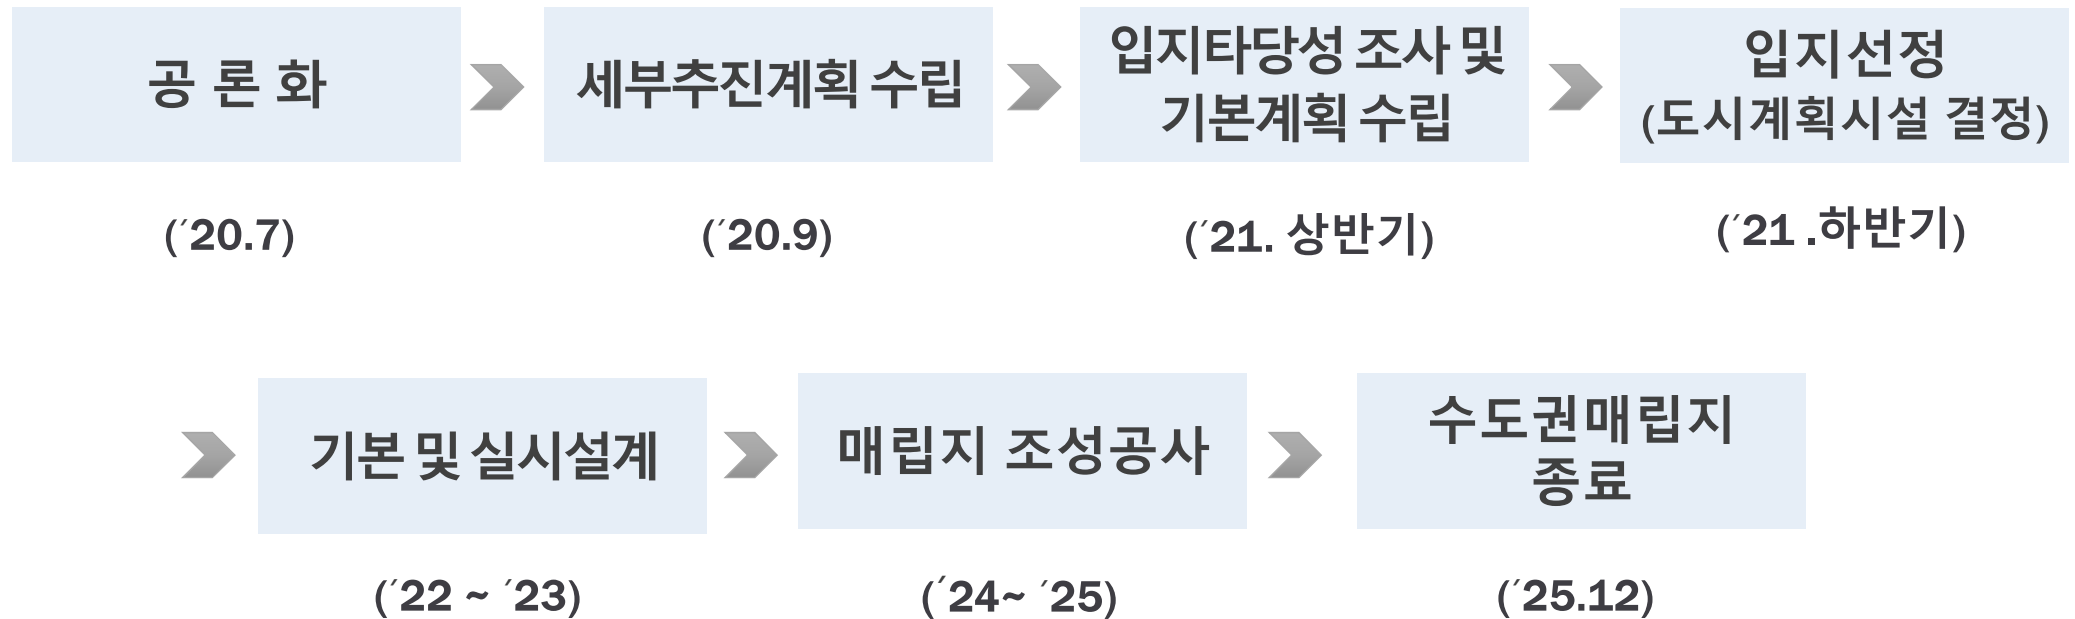 공 론 화
세부추진계획 수립
입지타당성 조사 및
기본계획 수립
입지선정
(도시계획시설 결정)
(´20.7)
(´20.9)
(´21. 상반기)
(´21 .하반기)
기본 및 실시설계
매립지 조성공사
수도권매립지
종료
(´22 ~ ´23)
(´24~ ´25)
(´25.12)